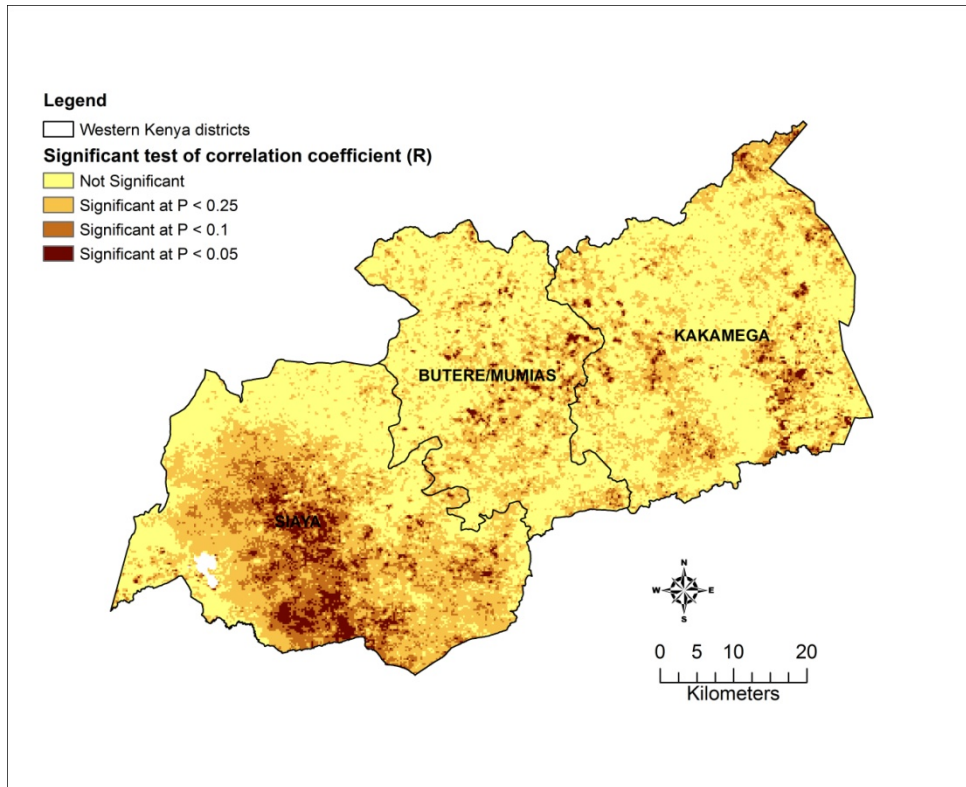 Legend
Western Kenya districts
Significant test of correlation coefficient (R)
Not Significant
Significant at P < 0.25
Significant at P < 0.1
Significant at P < 0.05
KAKAMEGA
BUTERE/MUMIAS
SIAYA
N
W E
S
0 5 10 20
Kilometers